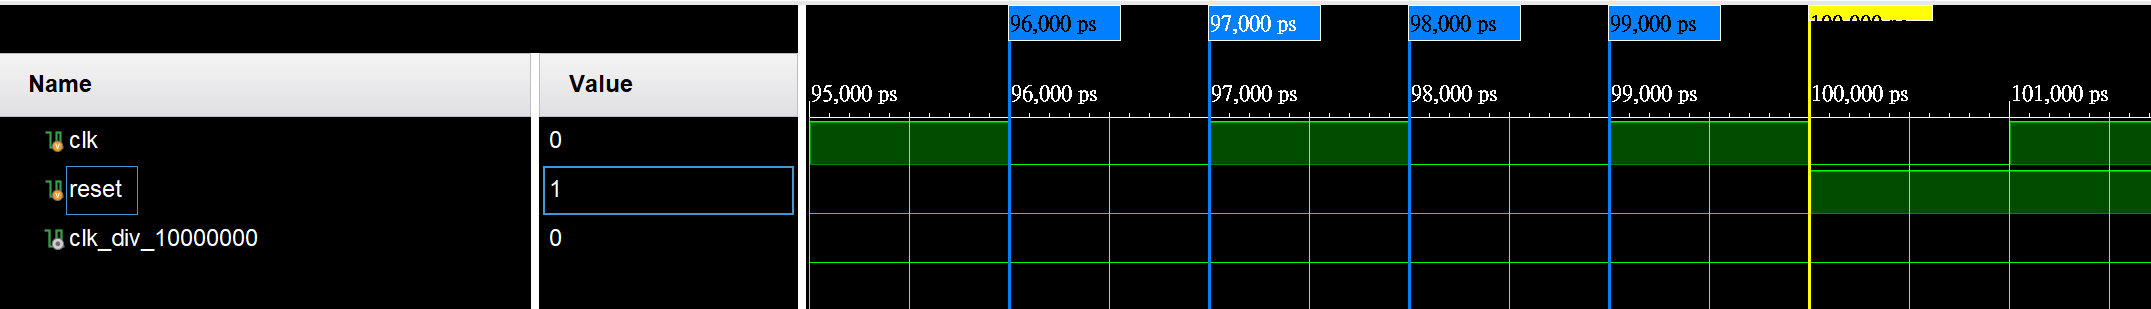 96,000 ps 97,000 ps 98,000 ps 99,000 ps
Name Value
95,000 ps 96,000 ps 97,000 ps 98,000 ps 99,000 ps 100,000 ps 101,000 ps
clk 0
reset 1
clk_div_10000000 0